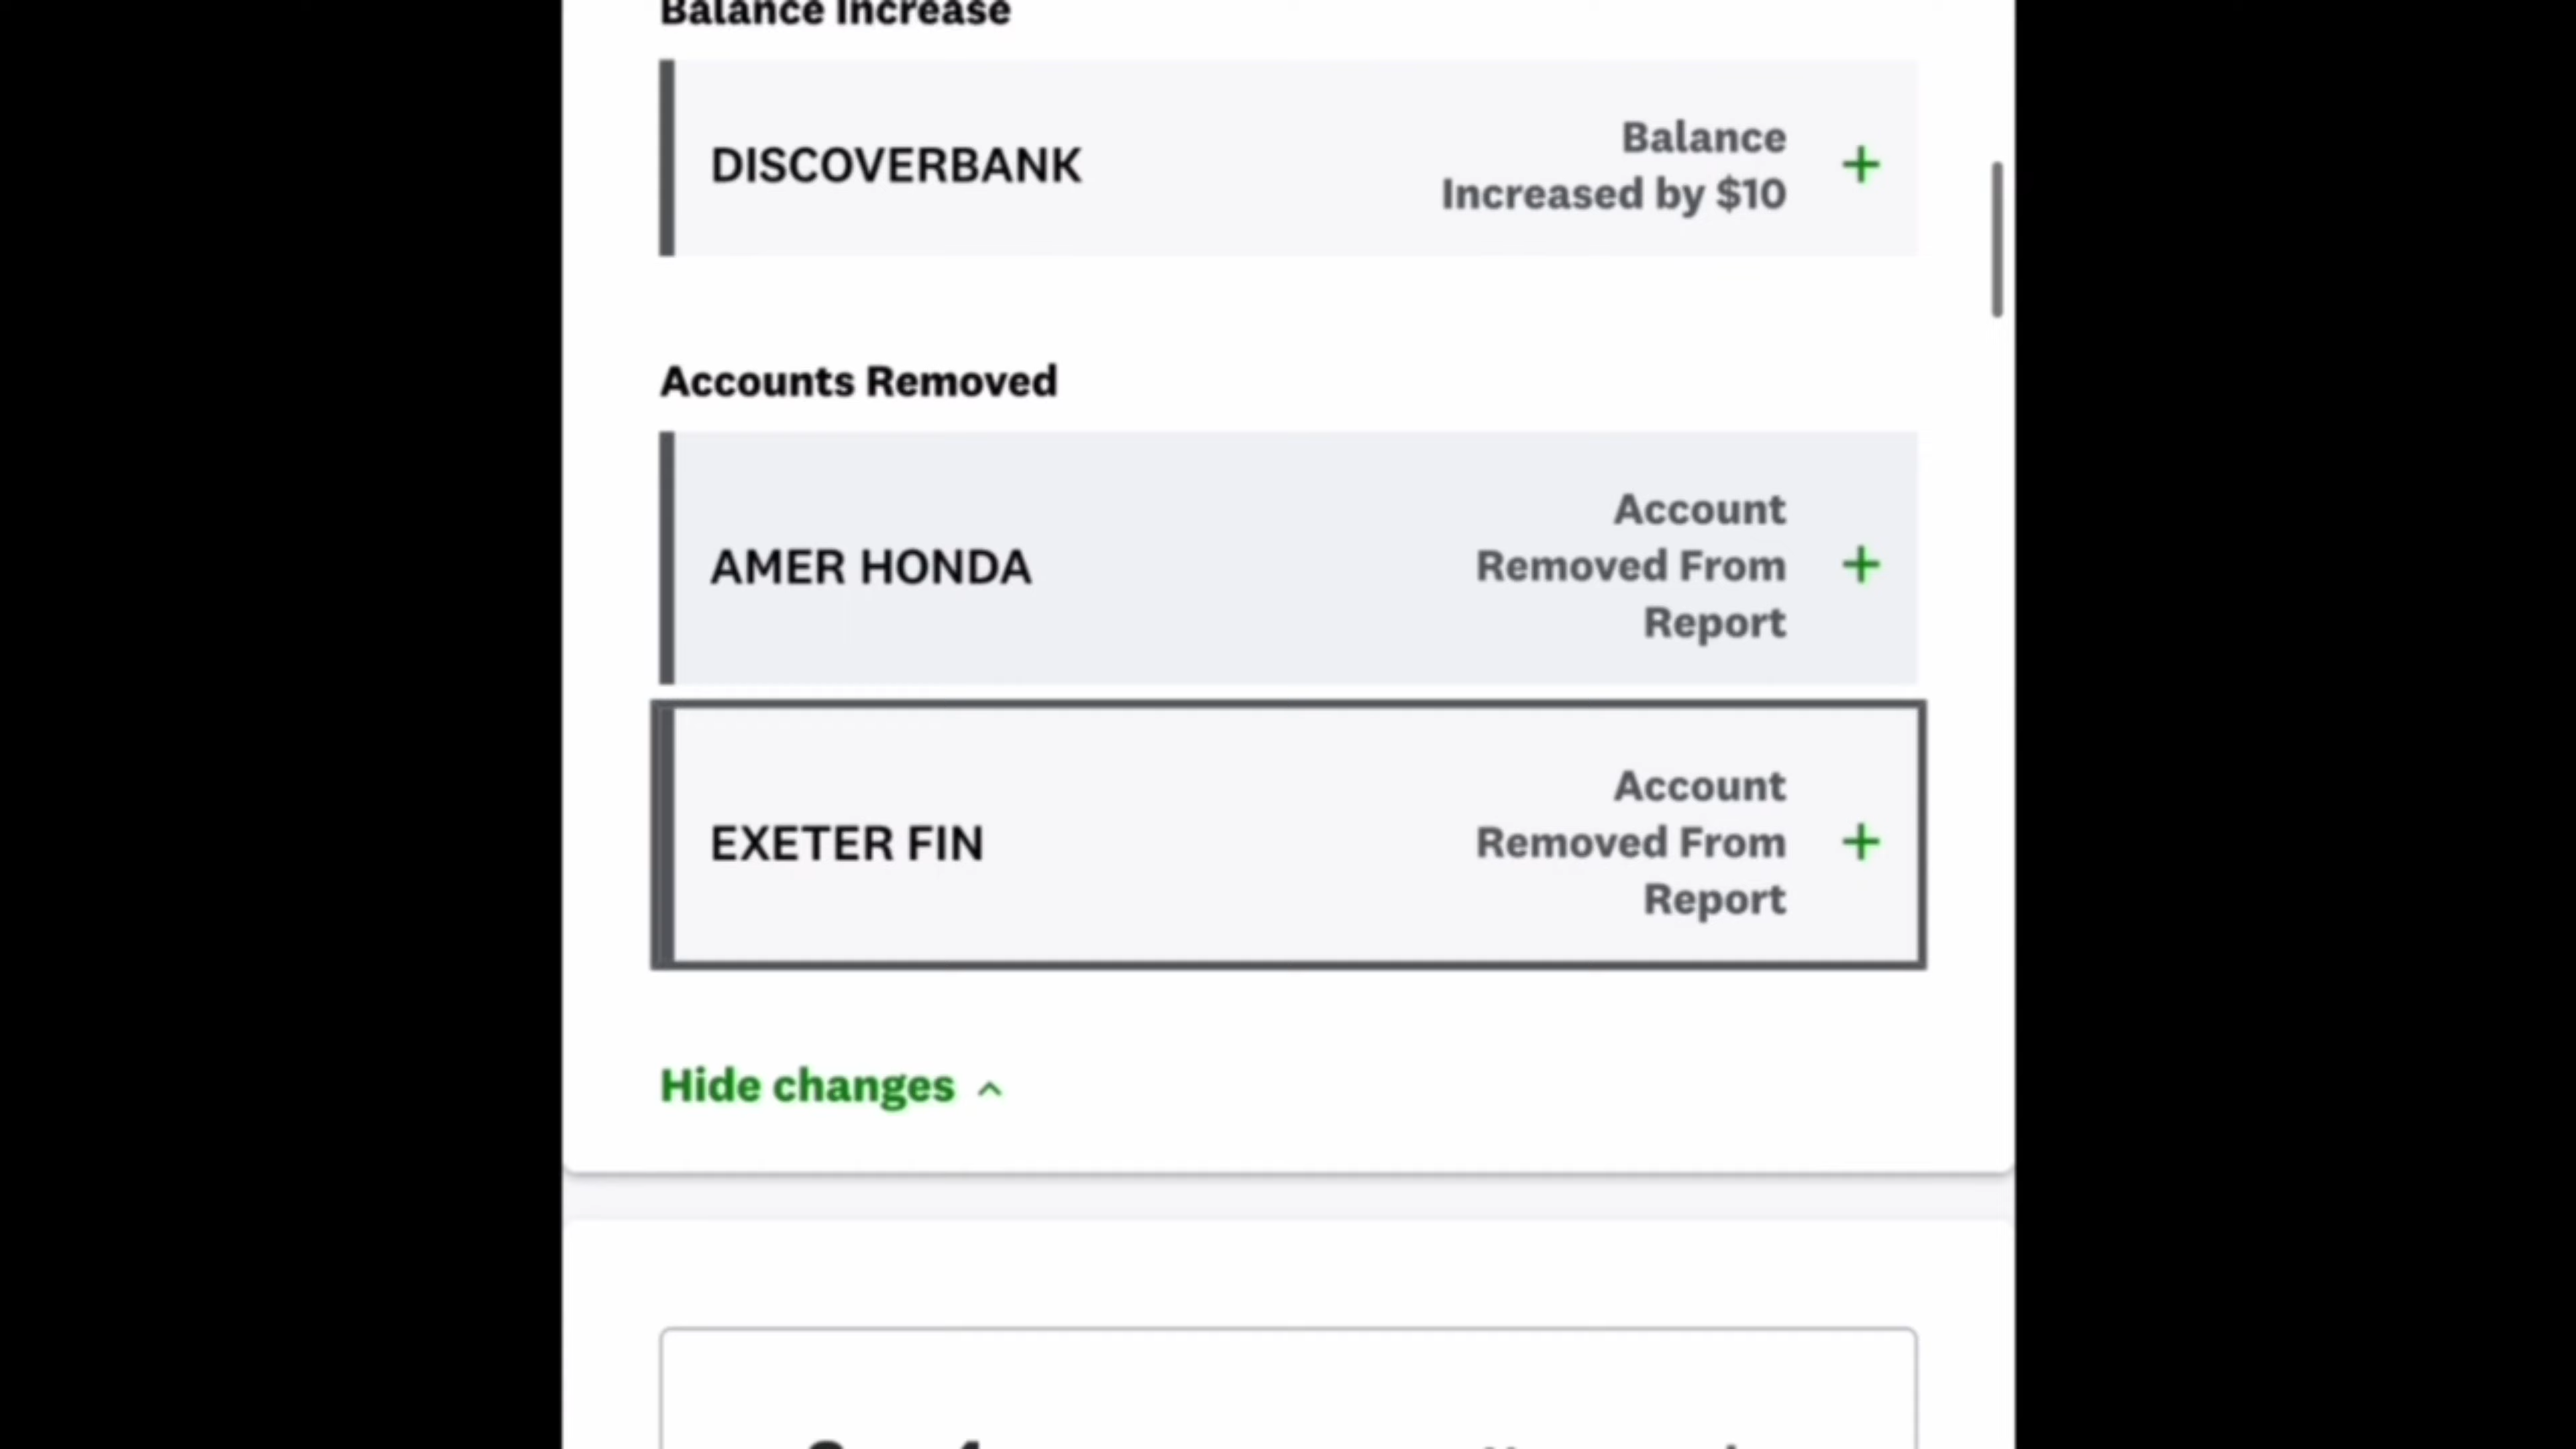 Balance Increase
DISCOVERBANK
Balance
Increased by $10
+
Accounts Removed
AMER HONDA
Account
Removed From
Report
+
EXETER FIN
Account
Removed From
Report
+
Hide changes